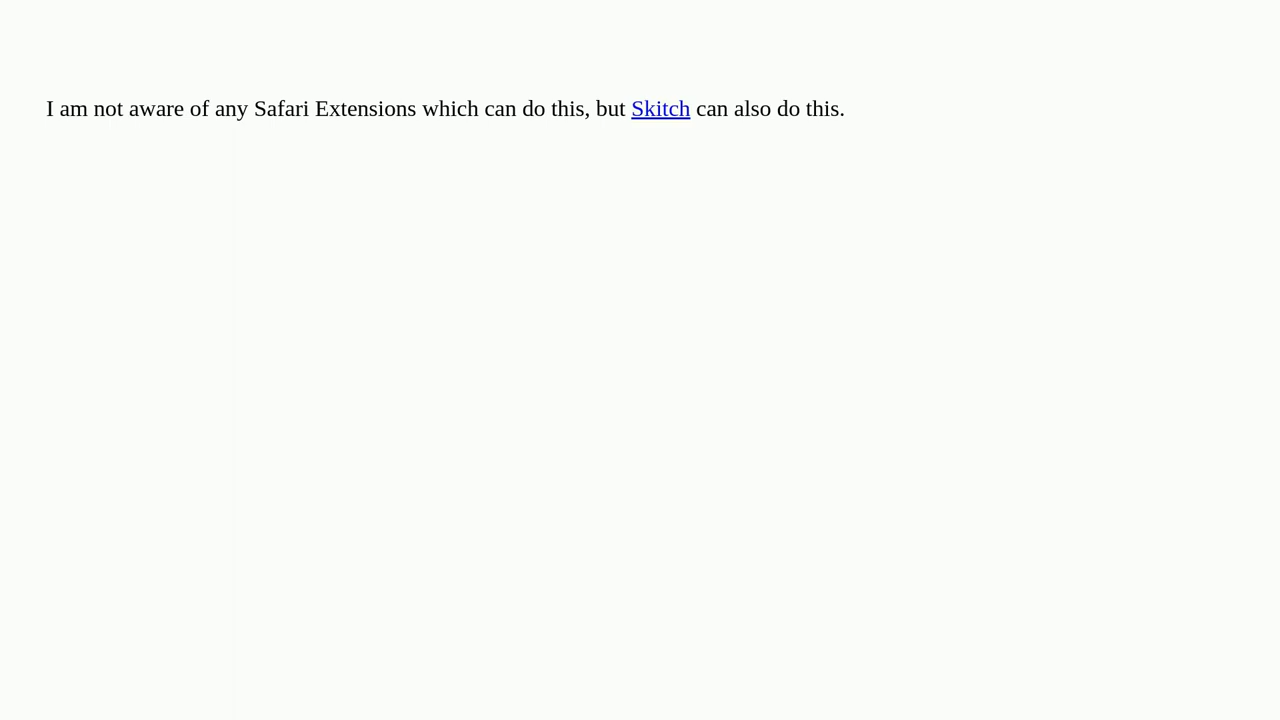 I am not aware of any Safari Extensions which can do this, but Skitch can also do this.